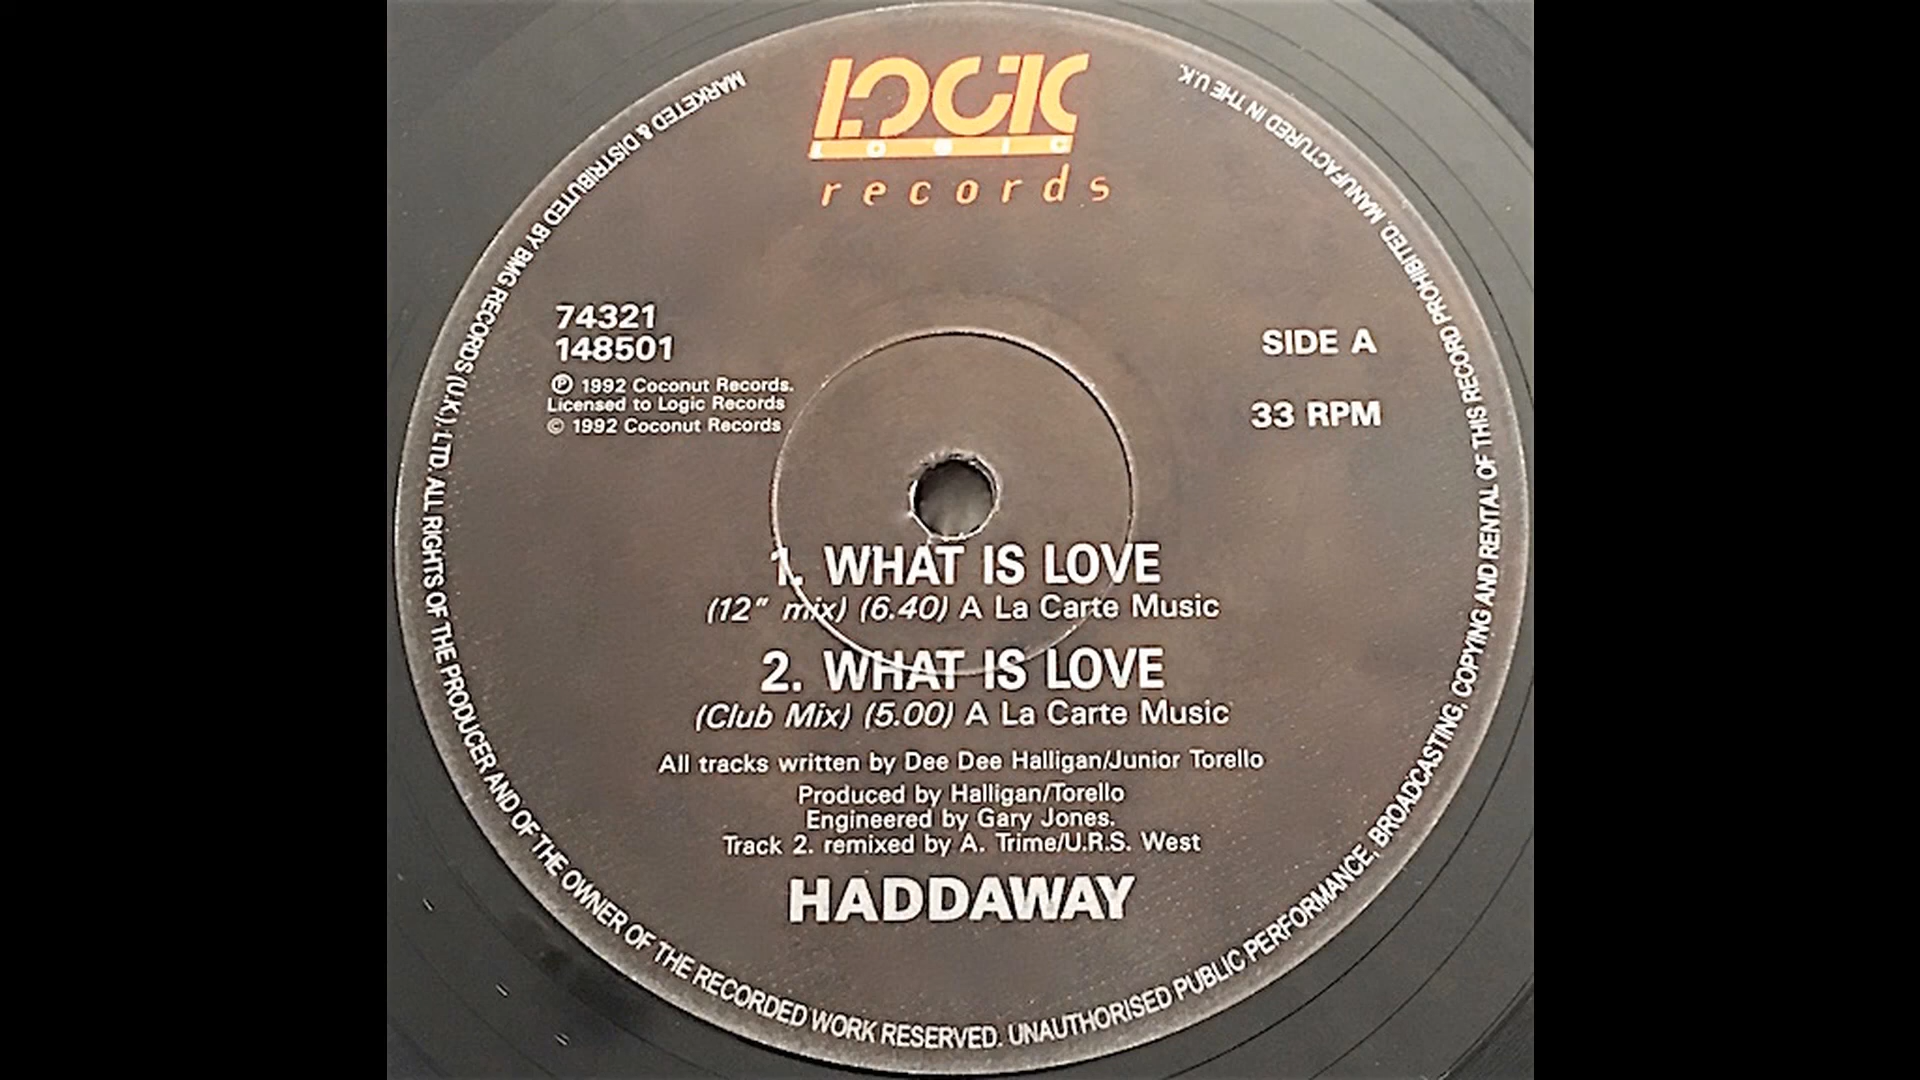 LOGIC
LOGIC
records
74321
148501
℗ 1992 Coconut Records.
Licensed to Logic Records
© 1992 Coconut Records
SIDE A
33 RPM
1. WHAT IS LOVE
(12” mix) (6.40) A La Carte Music
2. WHAT IS LOVE
(Club Mix) (5.00) A La Carte Music
All tracks written by Dee Dee Halligan/Junior Torello
Produced by Halligan/Torello
Engineered by Gary Jones.
Track 2. remixed by A. Trime/U.R.S. West
HADDAWAY
MARKETED & DISTRIBUTED BY BMG RECORDS (U.K.), LTD. ALL RIGHTS OF THE PRODUCER AND OF THE OWNER OF THE RECORDED WORK RESERVED. UNAUTHORISED PUBLIC PERFORMANCE, BROADCASTING, COPYING AND RENTAL OF THIS RECORD PROHIBITED. MANUFACTURED IN THE U.K.